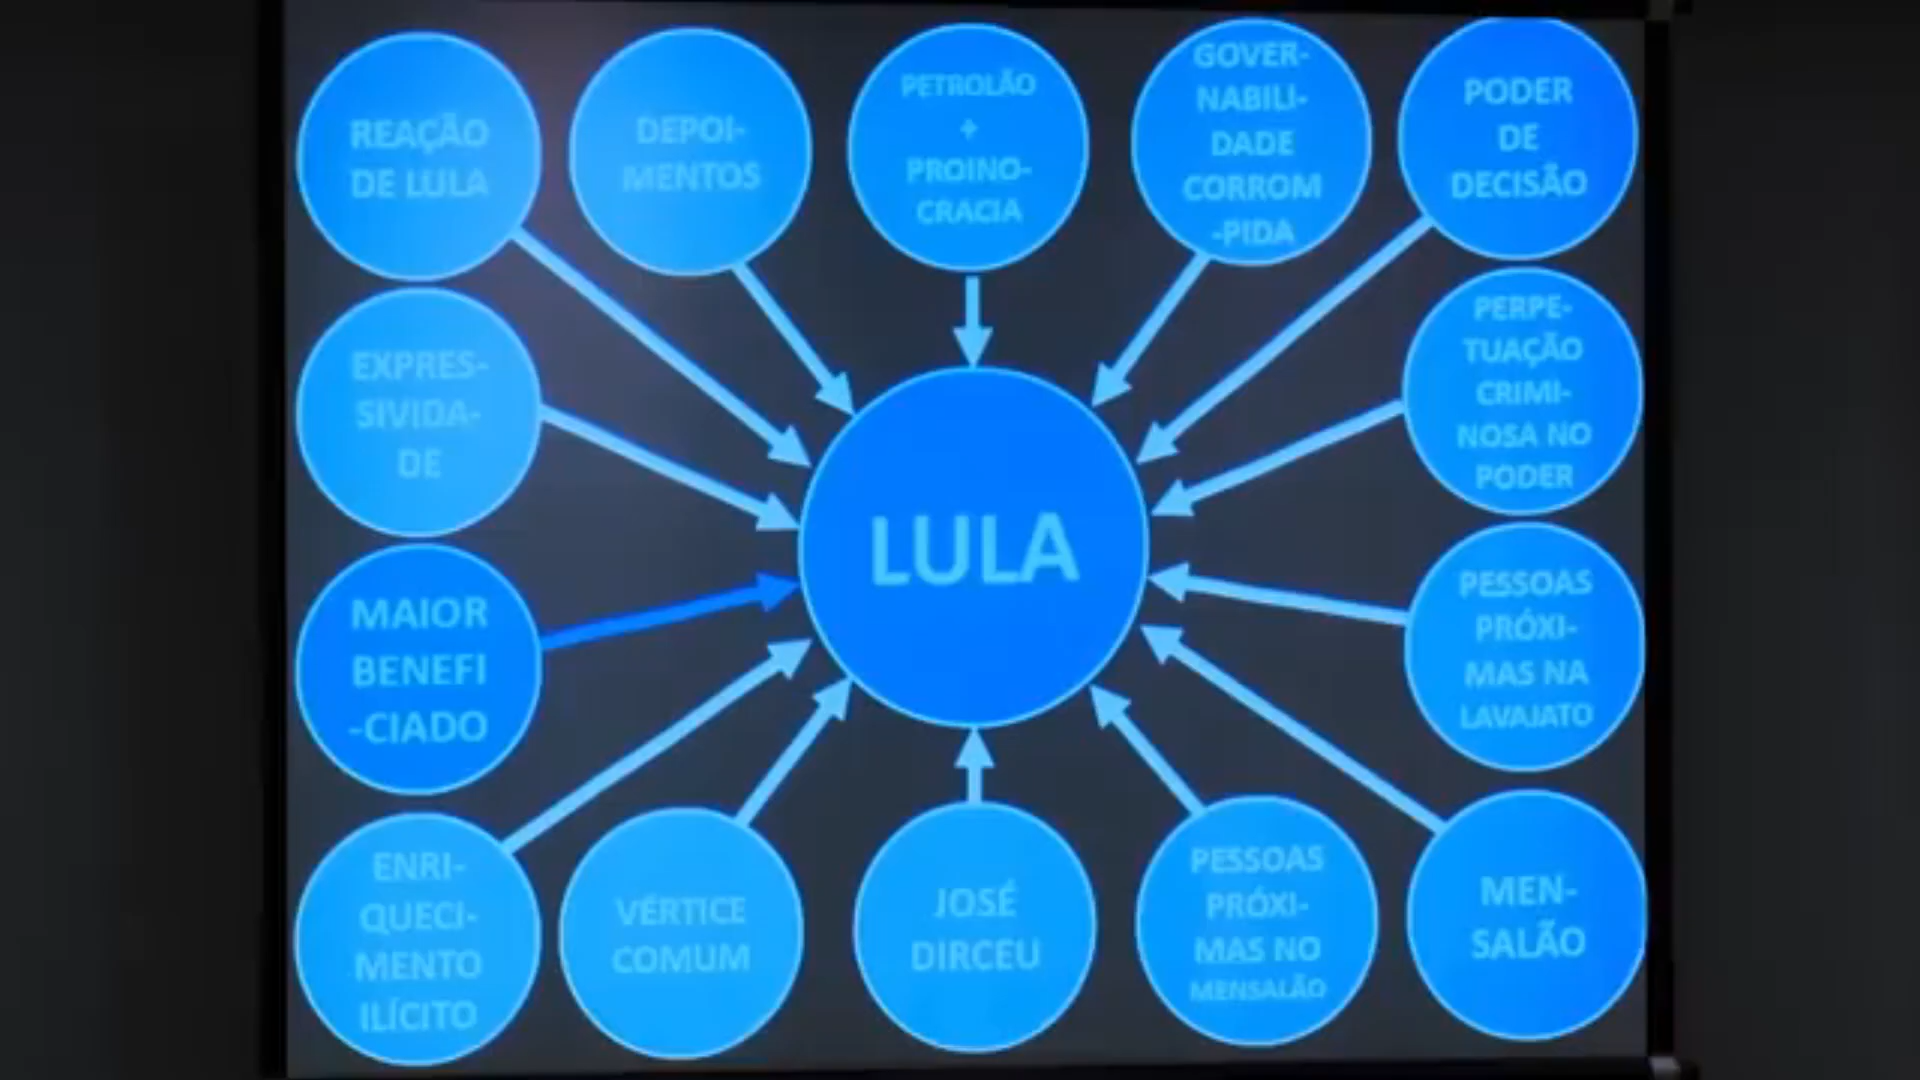 REAÇÃO
DE LULA
DEPOI-
MENTOS
PETROLÃO
+
PROINO-
CRACIA
GOVER-
NABILI-
DADE
CORROM
-PIDA
PODER
DE
DECISÃO
EXPRES-
SIVIDA-
DE
PERPE-
TUAÇÃO
CRIMI-
NOSA NO
PODER
LULA
MAIOR
BENEFI
-CIADO
PESSOAS
PRÓXI-
MAS NA
LAVAJATO
ENRI-
QUECI-
MENTO
ILÍCITO
VÉRTICE
COMUM
JOSÉ
DIRCEU
PESSOAS
PRÓXI-
MAS NO
MENSALÃO
MEN-
SALÃO